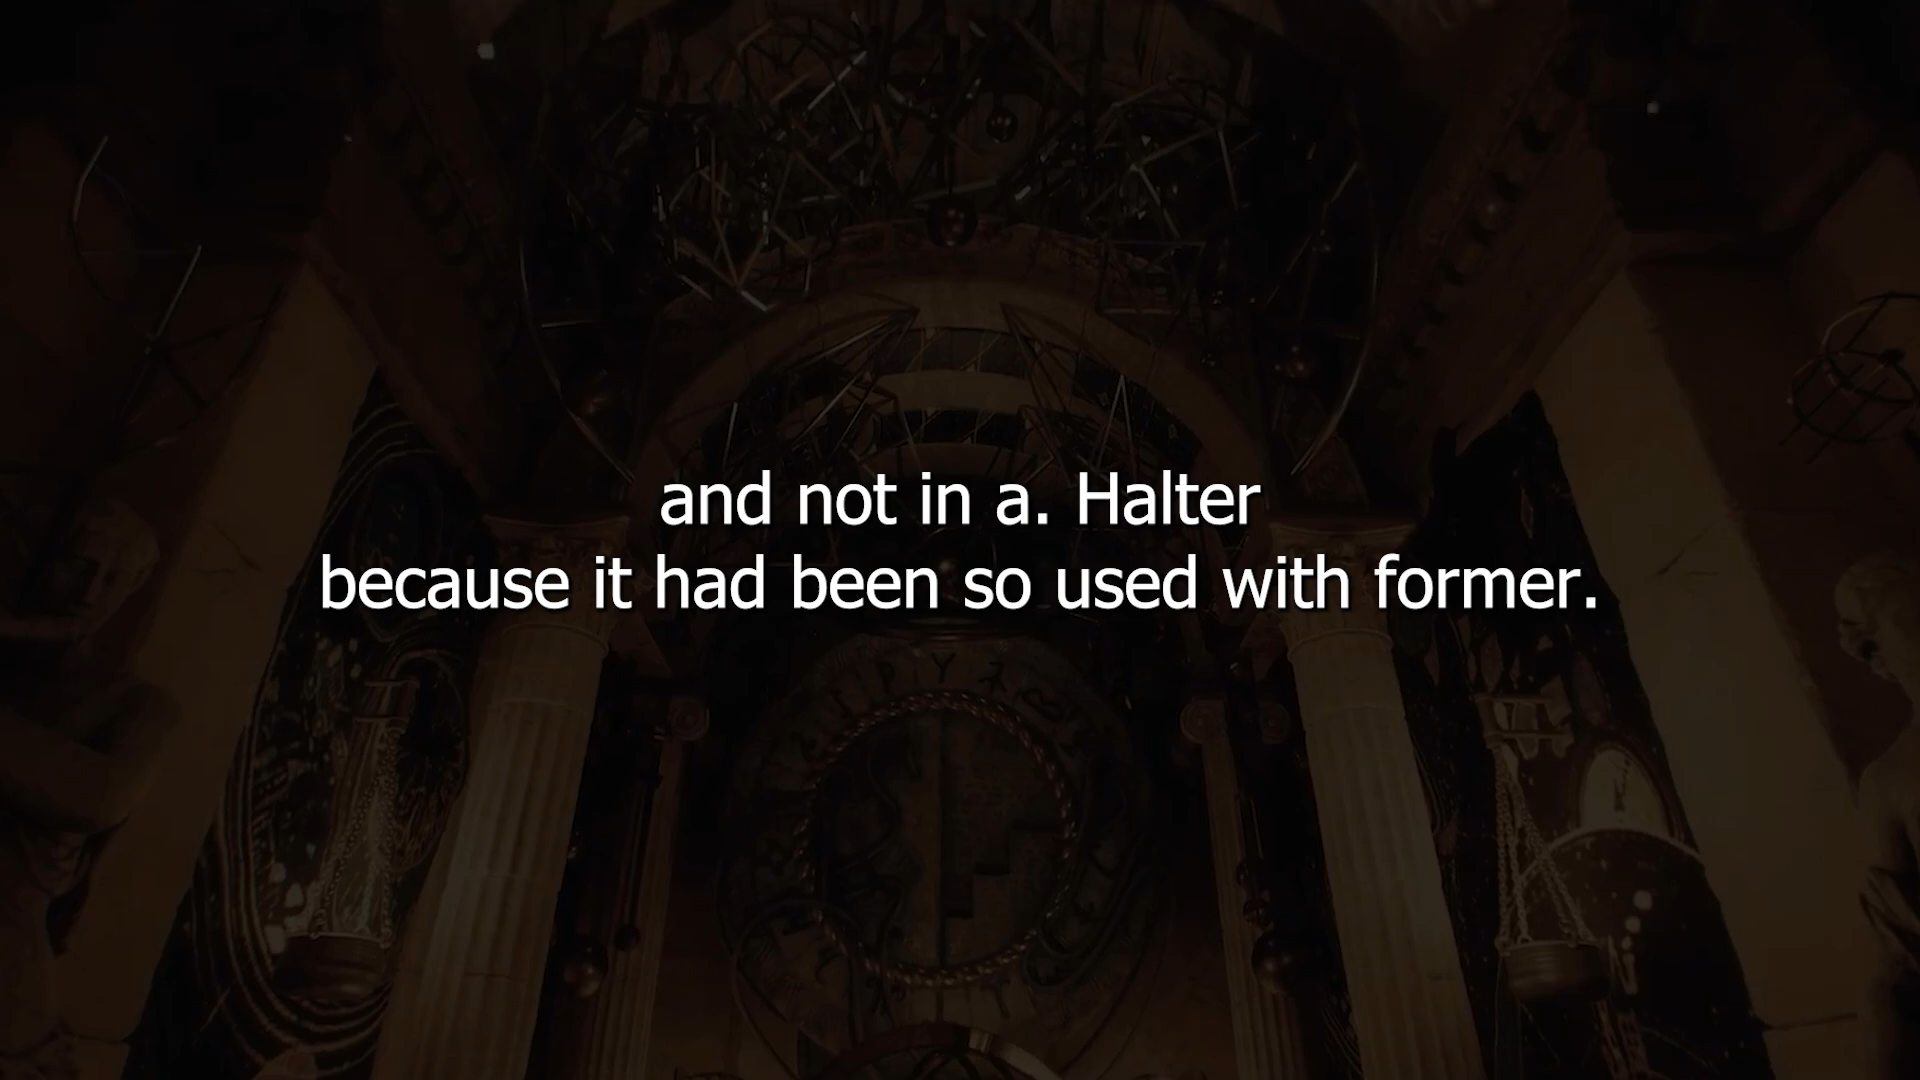 and not in a. Halter
because it had been so used with former.